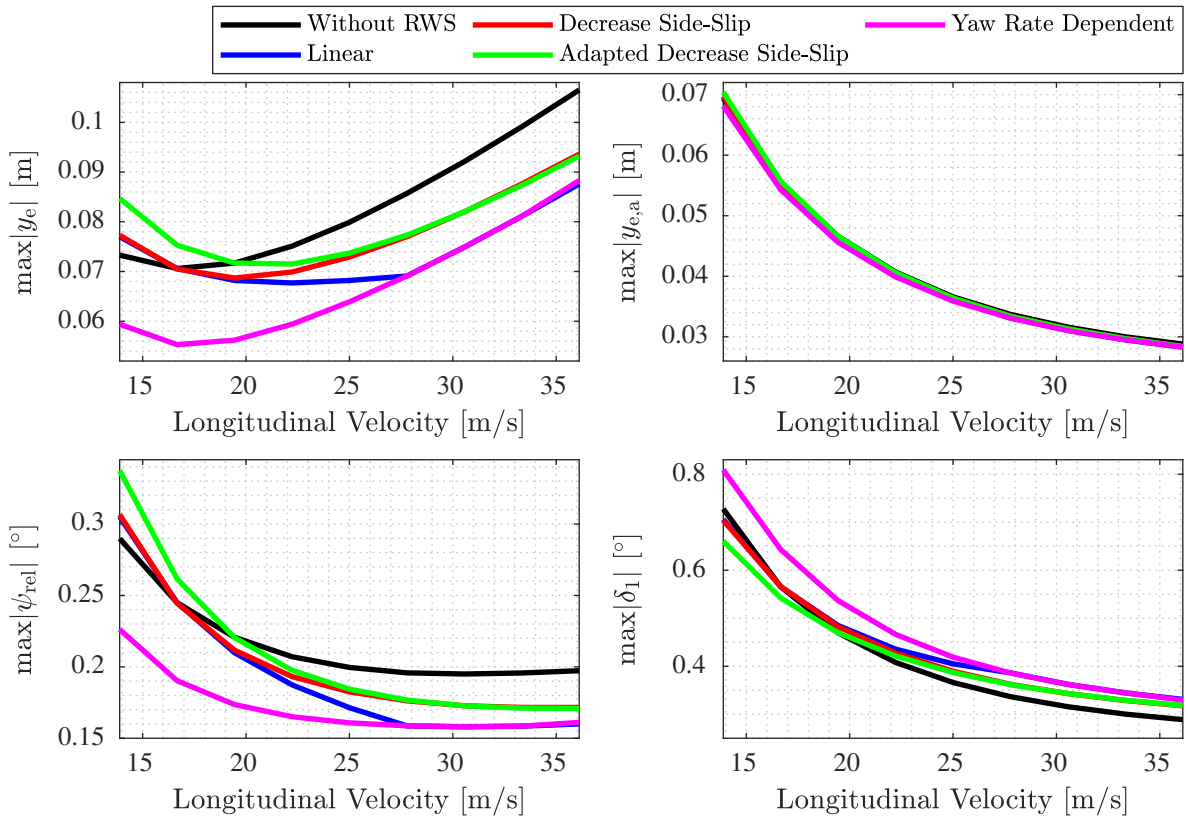 Without RWS
Decrease Side-Slip
Yaw Rate Dependent
Linear
Adapted Decrease Side-Slip
max|y_e| [m]
0.1
0.09
0.08
0.07
0.06
15 20 25 30 35
Longitudinal Velocity [m/s]
max|y_e,a| [m]
0.07
0.06
0.05
0.04
0.03
15 20 25 30 35
Longitudinal Velocity [m/s]
max|ψ_rel| [°]
0.3
0.25
0.2
0.15
15 20 25 30 35
Longitudinal Velocity [m/s]
max|δ_1| [°]
0.8
0.6
0.4
15 20 25 30 35
Longitudinal Velocity [m/s]